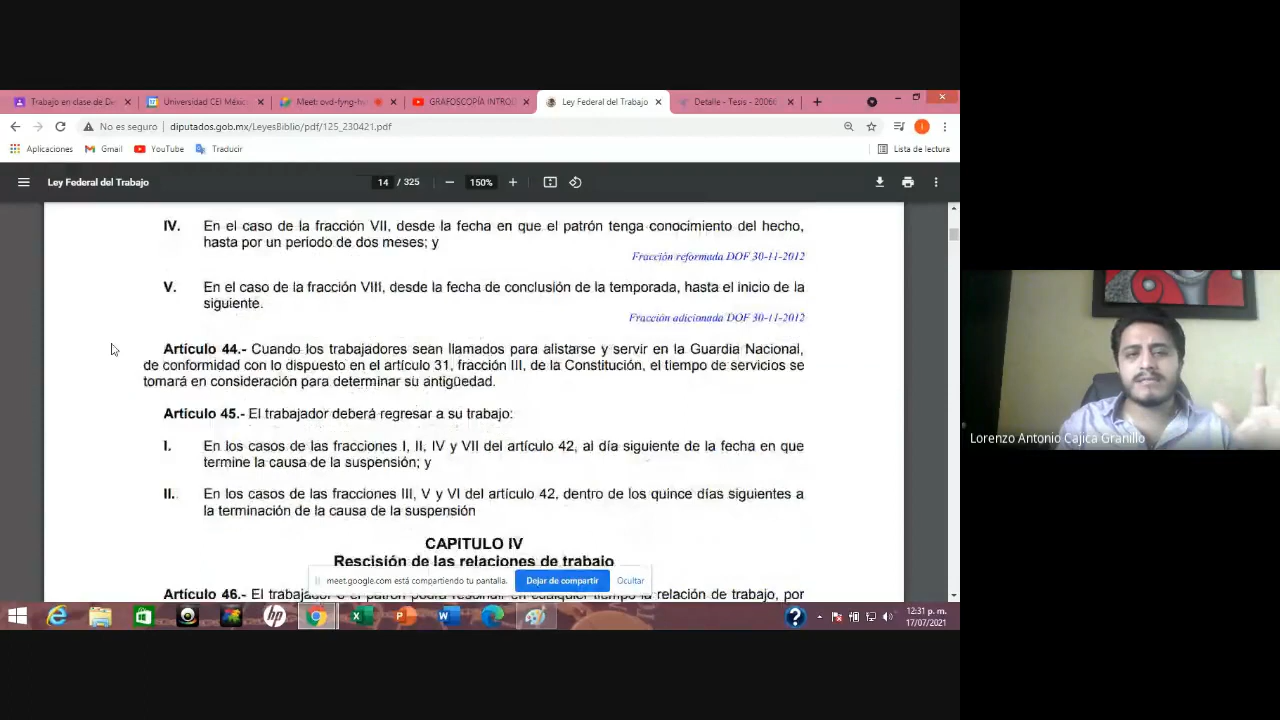 Trabajo en clase de De
Universidad CEI Méxic
Meet: ovd-fyng-h
GRAFOSCOPÍA INTROD
Ley Federal del Trabajo
Detalle - Tesis - 20060
No es seguro
deputados.gob.mx/LeyesBiblio/pdf/125_230421.pdf
Aplicaciones
Gmail
YouTube
Traducir
Lista de lectura
Ley Federal del Trabajo
14 / 325
150%
IV. En el caso de la fracción VII, desde la fecha en que el patrón tenga conocimiento del hecho,
hasta por un periodo de dos meses; y
Fracción reformada DOF 30-11-2012
V. En el caso de la fracción VIII, desde la fecha de conclusión de la temporada, hasta el inicio de la
siguiente.
Fracción adicionada DOF 30-11-2012
Artículo 44.- Cuando los trabajadores sean llamados para alistarse y servir en la Guardia Nacional,
de conformidad con lo dispuesto en el artículo 31, fracción III, de la Constitución, el tiempo de servicios se
tomará en consideración para determinar su antigüedad.
Artículo 45.- El trabajador deberá regresar a su trabajo:
I. En los casos de las fracciones I, II, IV y VII del artículo 42, al día siguiente de la fecha en que
termine la causa de la suspensión; y
II. En los casos de las fracciones III, V y VI del artículo 42, dentro de los quince días siguientes a
la terminación de la causa de la suspensión
CAPITULO IV
Rescisión de las relaciones de trabajo
meet.google.com está compartiendo tu pantalla.
Dejar de compartir
Ocultar
Artículo 46.- El trabajador o el patrón podrá rescindir en cualquier tiempo la relación de trabajo, por
12:31 p. m.
17/07/2021
Lorenzo Antonio Cajica Granillo